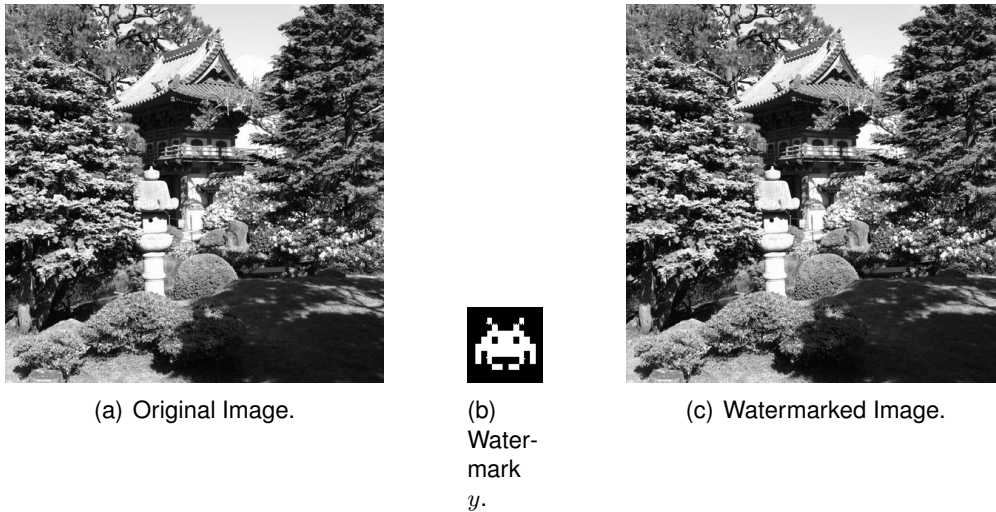 (a) Original Image.
(b)
Water-
mark
y.
(c) Watermarked Image.